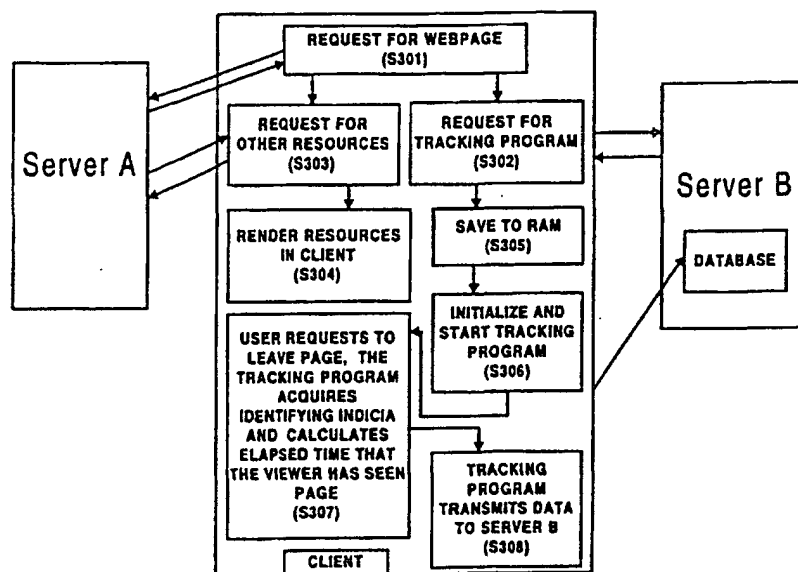 REQUEST FOR WEBPAGE
(S301)
Server A
REQUEST FOR
OTHER RESOURCES
(S303)
REQUEST FOR
TRACKING PROGRAM
(S302)
Server B
DATABASE
RENDER RESOURCES
IN CLIENT
(S304)
SAVE TO RAM
(S305)
INITIALIZE AND
START TRACKING
PROGRAM
(S306)
USER REQUESTS TO
LEAVE PAGE, THE
TRACKING PROGRAM
ACQUIRES
IDENTIFYING INDICIA
AND CALCULATES
ELAPSED TIME THAT
THE VIEWER HAS SEEN
PAGE
(S307)
TRACKING
PROGRAM
TRANSMITS DATA
TO SERVER B
(S308)
CLIENT